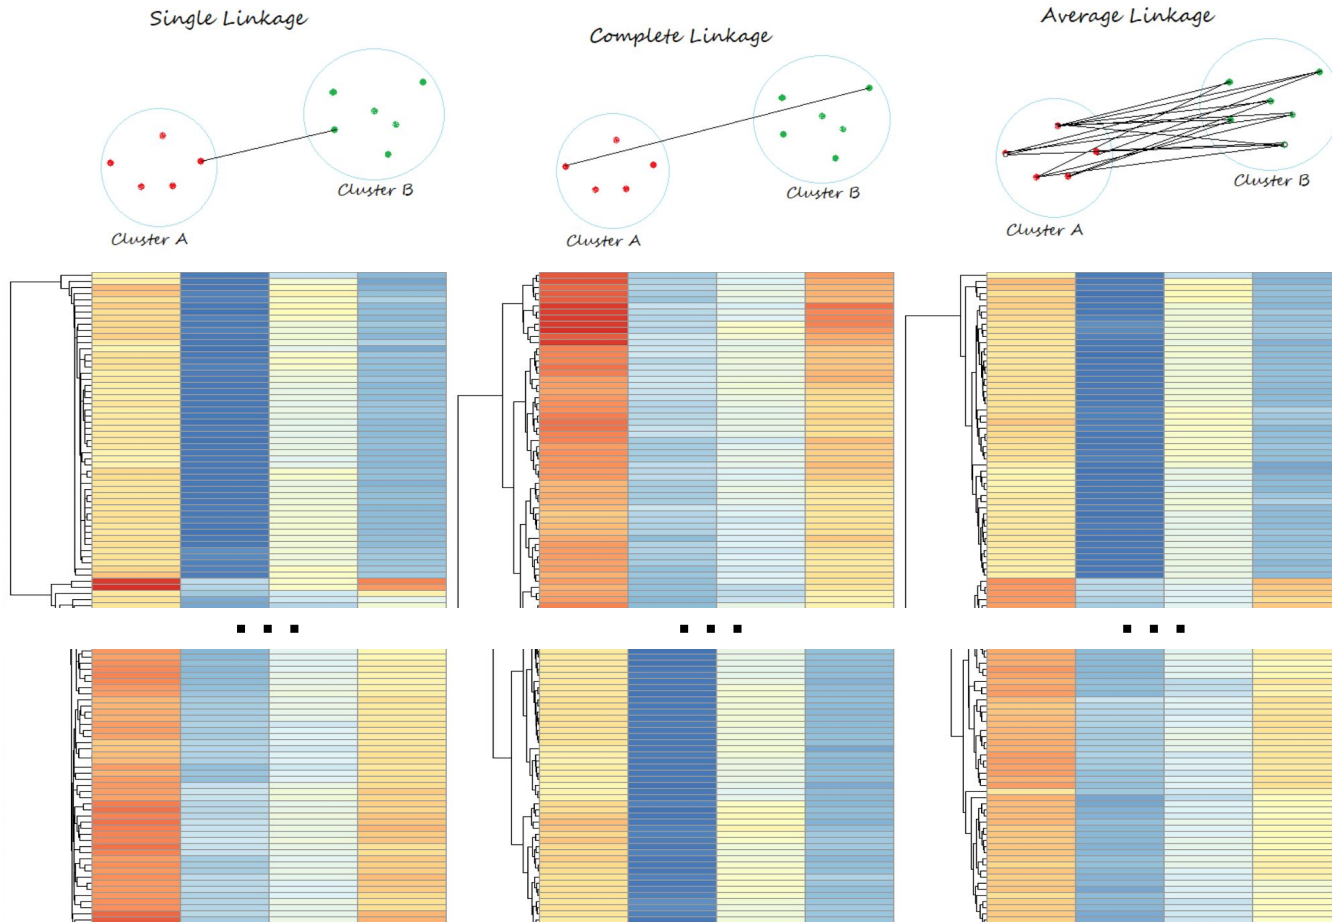 Single Linkage
Complete Linkage
Average Linkage
Cluster B
Cluster B
Cluster B
Cluster A
Cluster A
Cluster A
. . .
. . .
. . .